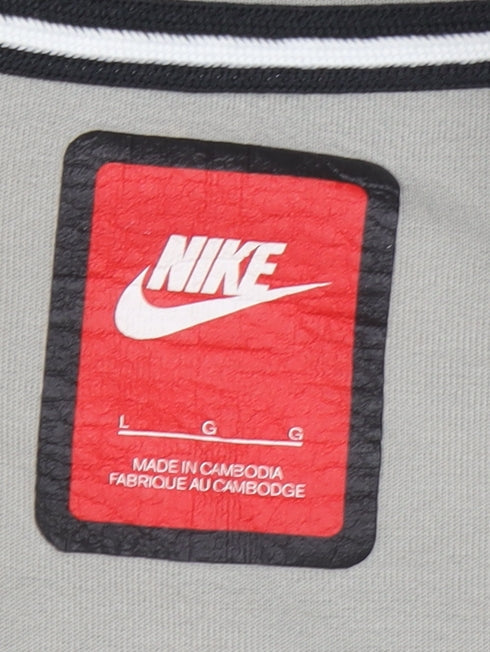 NIKE
L G G
MADE IN CAMBODIA
FABRIQUE AU CAMBODGE